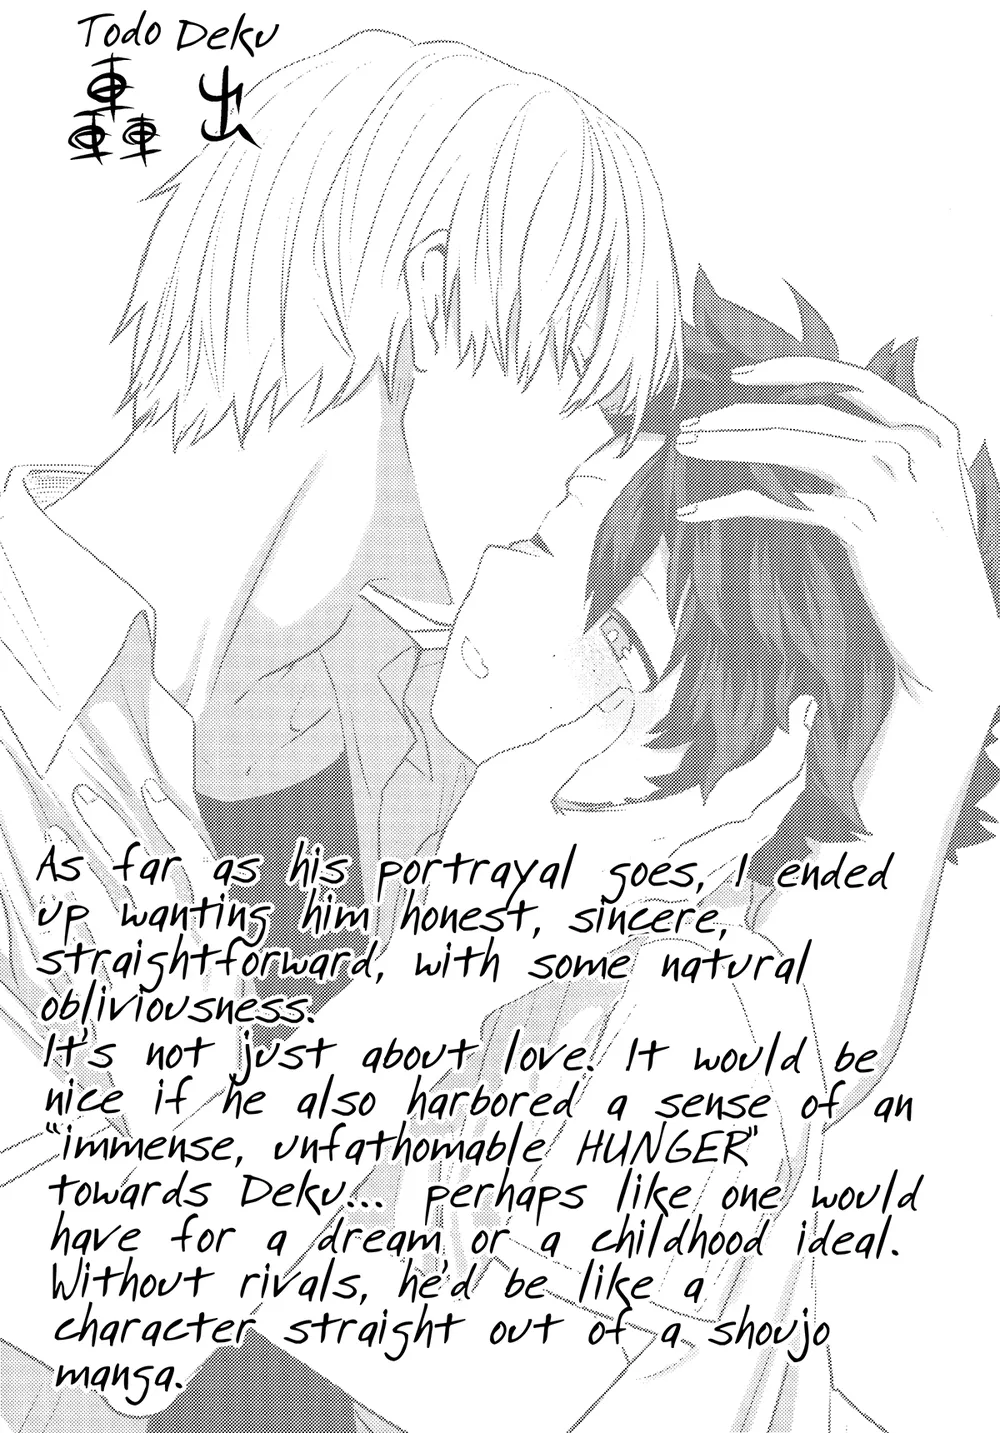 Todo Deku
轟 出
As far as his portrayal goes, I ended
up wanting him honest, sincere,
straightforward, with some natural
obliviousness.
It's not just about love. It would be
nice if he also harbored a sense of an
"immense, unfathomable HUNGER"
towards Deku... perhaps like one would
have for a dream or a childhood ideal.
Without rivals, he'd be like a
character straight out of a shoujo
manga.